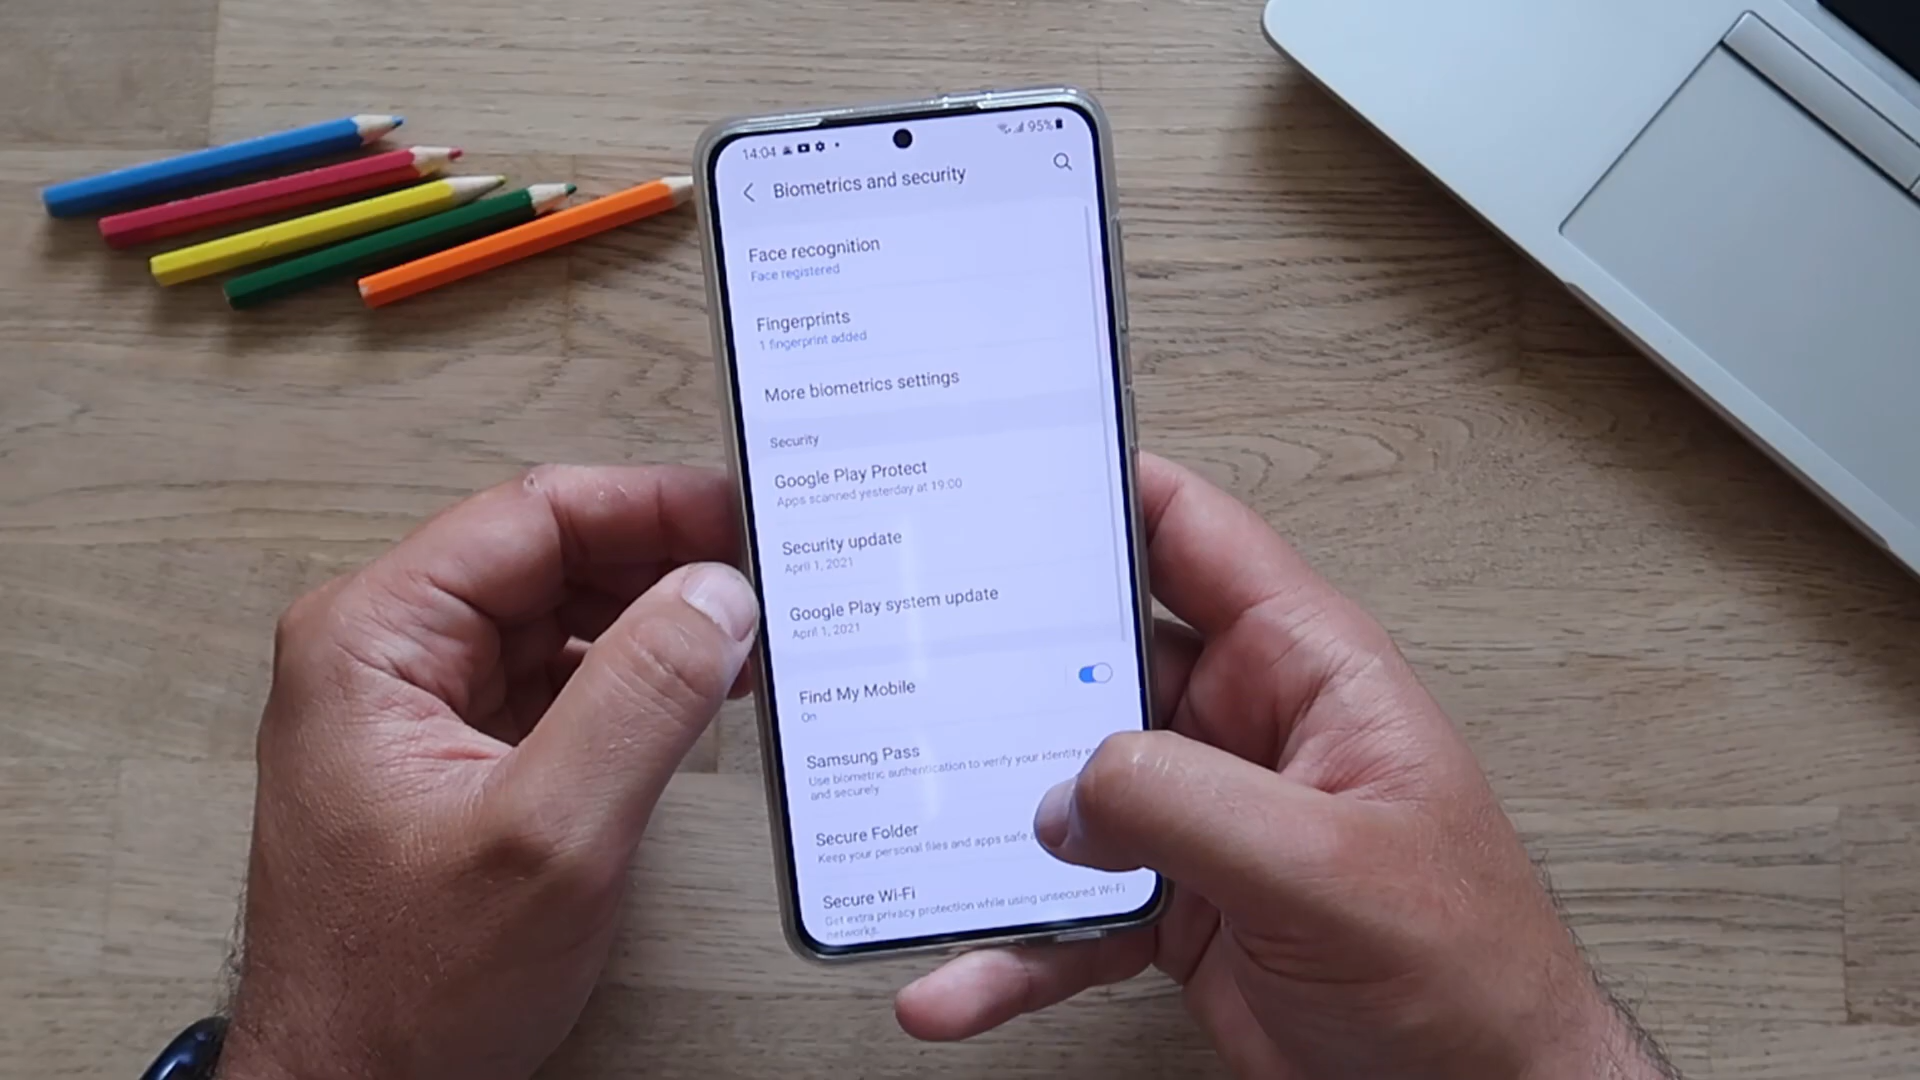 14:04
95%
Biometrics and security
Face recognition
Face registered
Fingerprints
1 fingerprint added
More biometrics settings
Security
Google Play Protect
Apps scanned yesterday at 19:00
Security update
April 1, 2021
Google Play system update
April 1, 2021
Find My Mobile
On
Samsung Pass
Use biometric authentication to verify your identity
and securely.
Secure Folder
Keep your personal files and apps safe
Secure Wi-Fi
Get extra privacy protection while using unsecured Wi-Fi
networks.